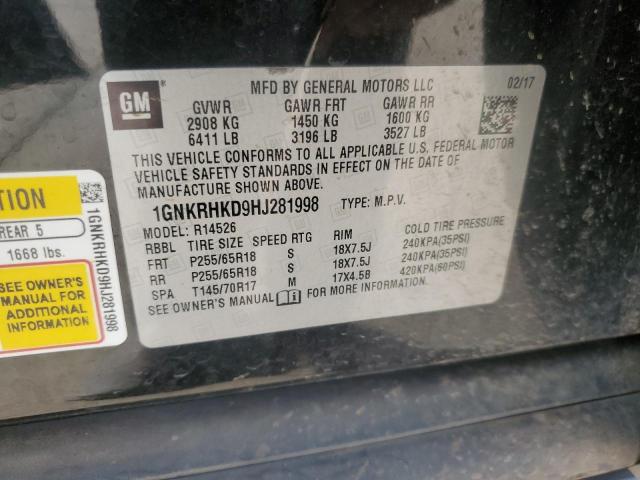 GM
MFD BY GENERAL MOTORS LLC
02/17
GVWR GAWR FRT GAWR RR
2908 KG 1450 KG 1600 KG
6411 LB 3196 LB 3527 LB
THIS VEHICLE CONFORMS TO ALL APPLICABLE U.S. FEDERAL MOTOR
VEHICLE SAFETY STANDARDS IN EFFECT ON THE DATE OF
MANUFACTURE SHOWN ABOVE.
1GNKRHKD9HJ281998 TYPE: M.P.V.
MODEL: R14526
RBBL TIRE SIZE SPEED RTG RIM COLD TIRE PRESSURE
FRT P255/65R18 S 18X7.5J 240KPA(35PSI)
RR P255/65R18 S 18X7.5J 240KPA(35PSI)
SPA T145/70R17 M 17X4.5B 420KPA(60PSI)
SEE OWNER'S MANUAL FOR MORE INFORMATION
TION
REAR 5
1668 lbs.
SEE OWNER'S
MANUAL FOR
ADDITIONAL
INFORMATION
1GNKRHKD9HJ281998